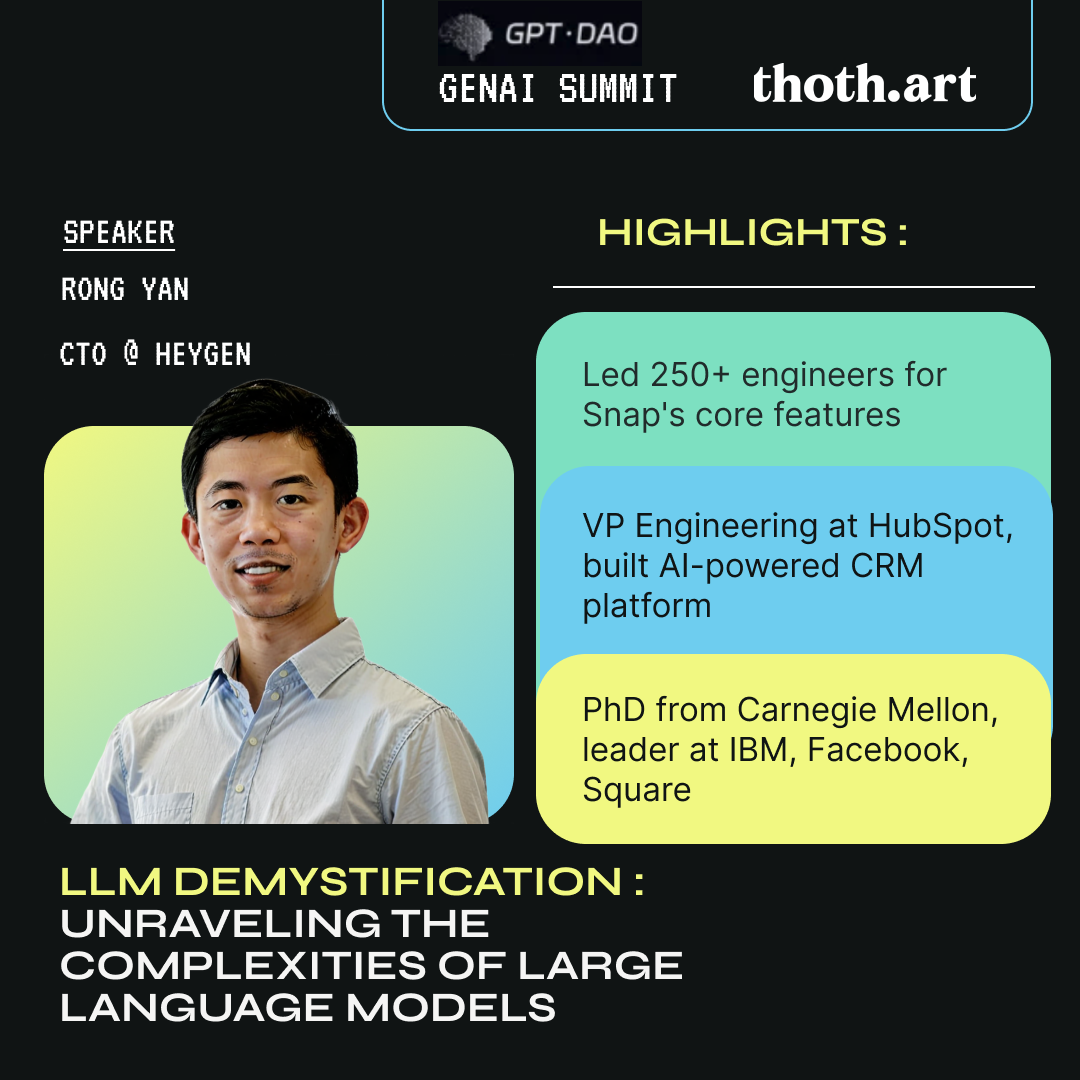 GPT·DAO
GENAI SUMMIT
thoth.art
SPEAKER
RONG YAN
CTO @ HEYGEN
HIGHLIGHTS :
Led 250+ engineers for
Snap's core features
VP Engineering at HubSpot,
built AI-powered CRM
platform
PhD from Carnegie Mellon,
leader at IBM, Facebook,
Square
LLM DEMYSTIFICATION :
UNRAVELING THE
COMPLEXITIES OF LARGE
LANGUAGE MODELS